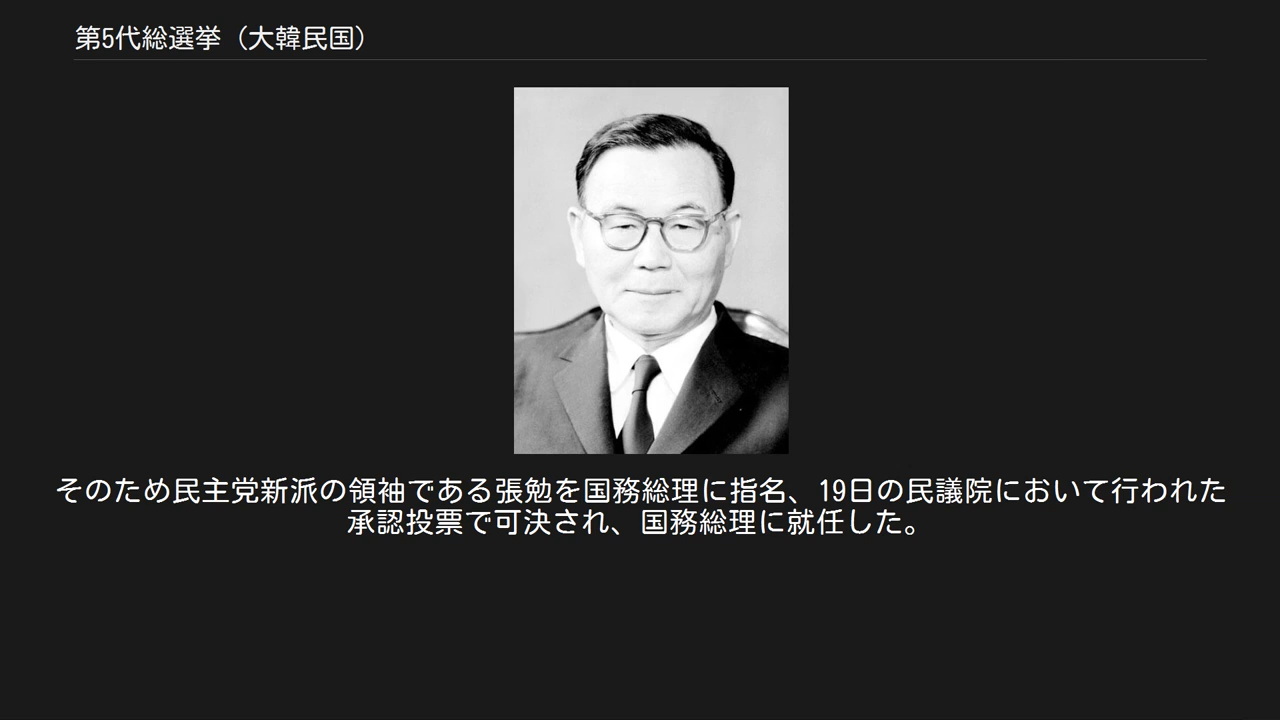 第5代総選挙（大韓民国）
そのため民主党新派の領袖である張勉を国務総理に指名、19日の民議院において行われた
承認投票で可決され、国務総理に就任した。